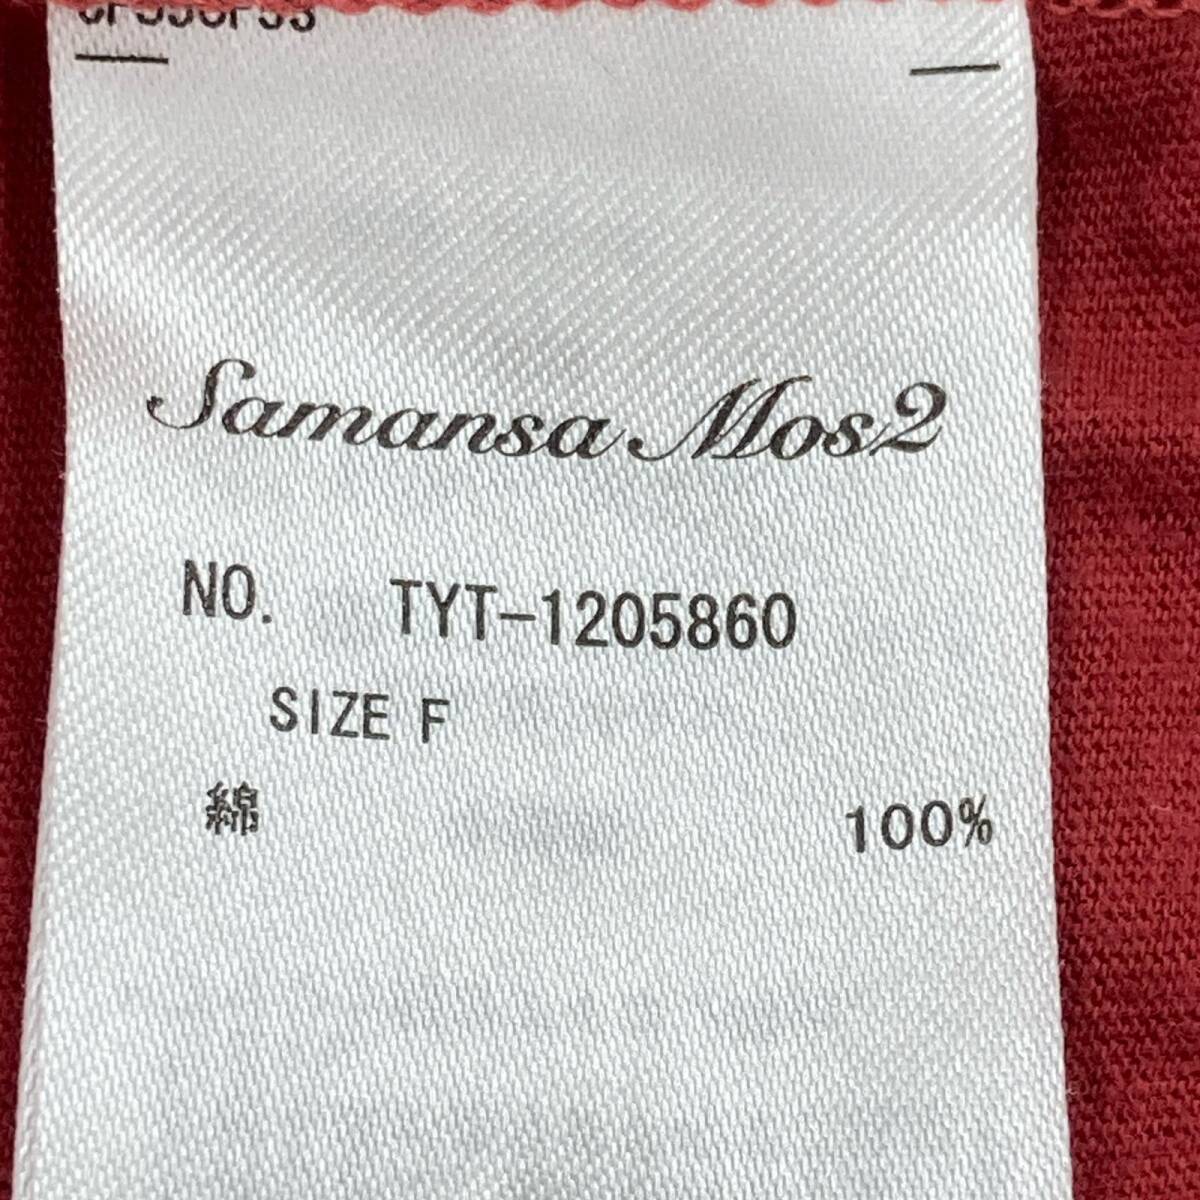 Samansa Mos2
NO. TYT-1205860
SIZE F
綿 100%